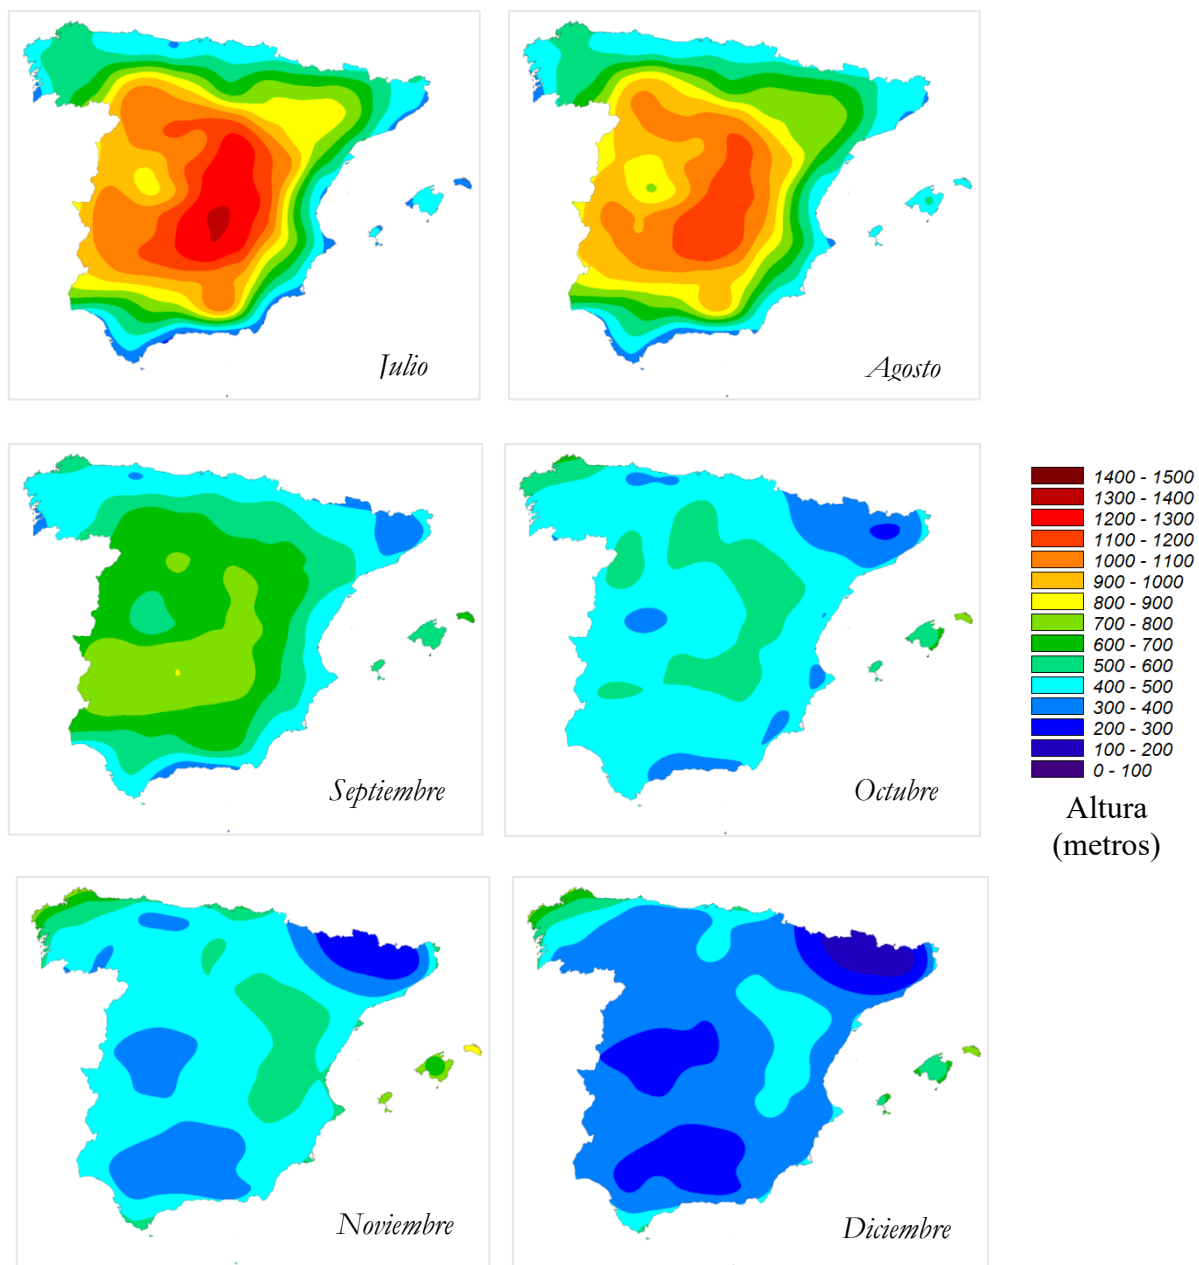 Julio
Agosto
Septiembre
Octubre
1400 - 1500
1300 - 1400
1200 - 1300
1100 - 1200
1000 - 1100
900 - 1000
800 - 900
700 - 800
600 - 700
500 - 600
400 - 500
300 - 400
200 - 300
100 - 200
0 - 100
Altura
(metros)
Noviembre
Diciembre